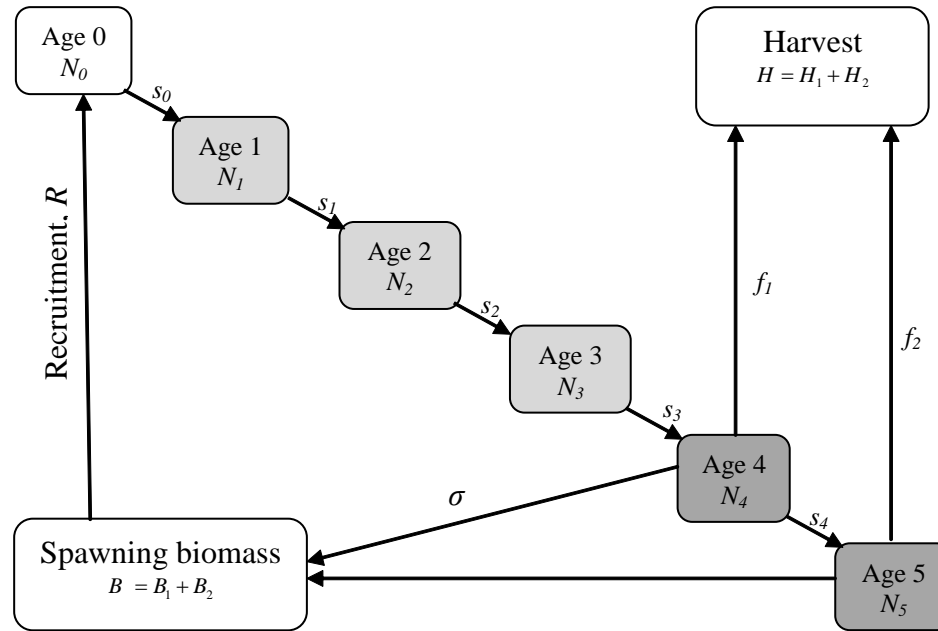 Age 0
N₀
s₀
Harvest
H = H₁ + H₂
Age 1
N₁
s₁
Age 2
N₂
s₂
Recruitment, R
f₁
f₂
Age 3
N₃
s₃
Age 4
N₄
σ
s₄
Spawning biomass
B = B₁ + B₂
Age 5
N₅